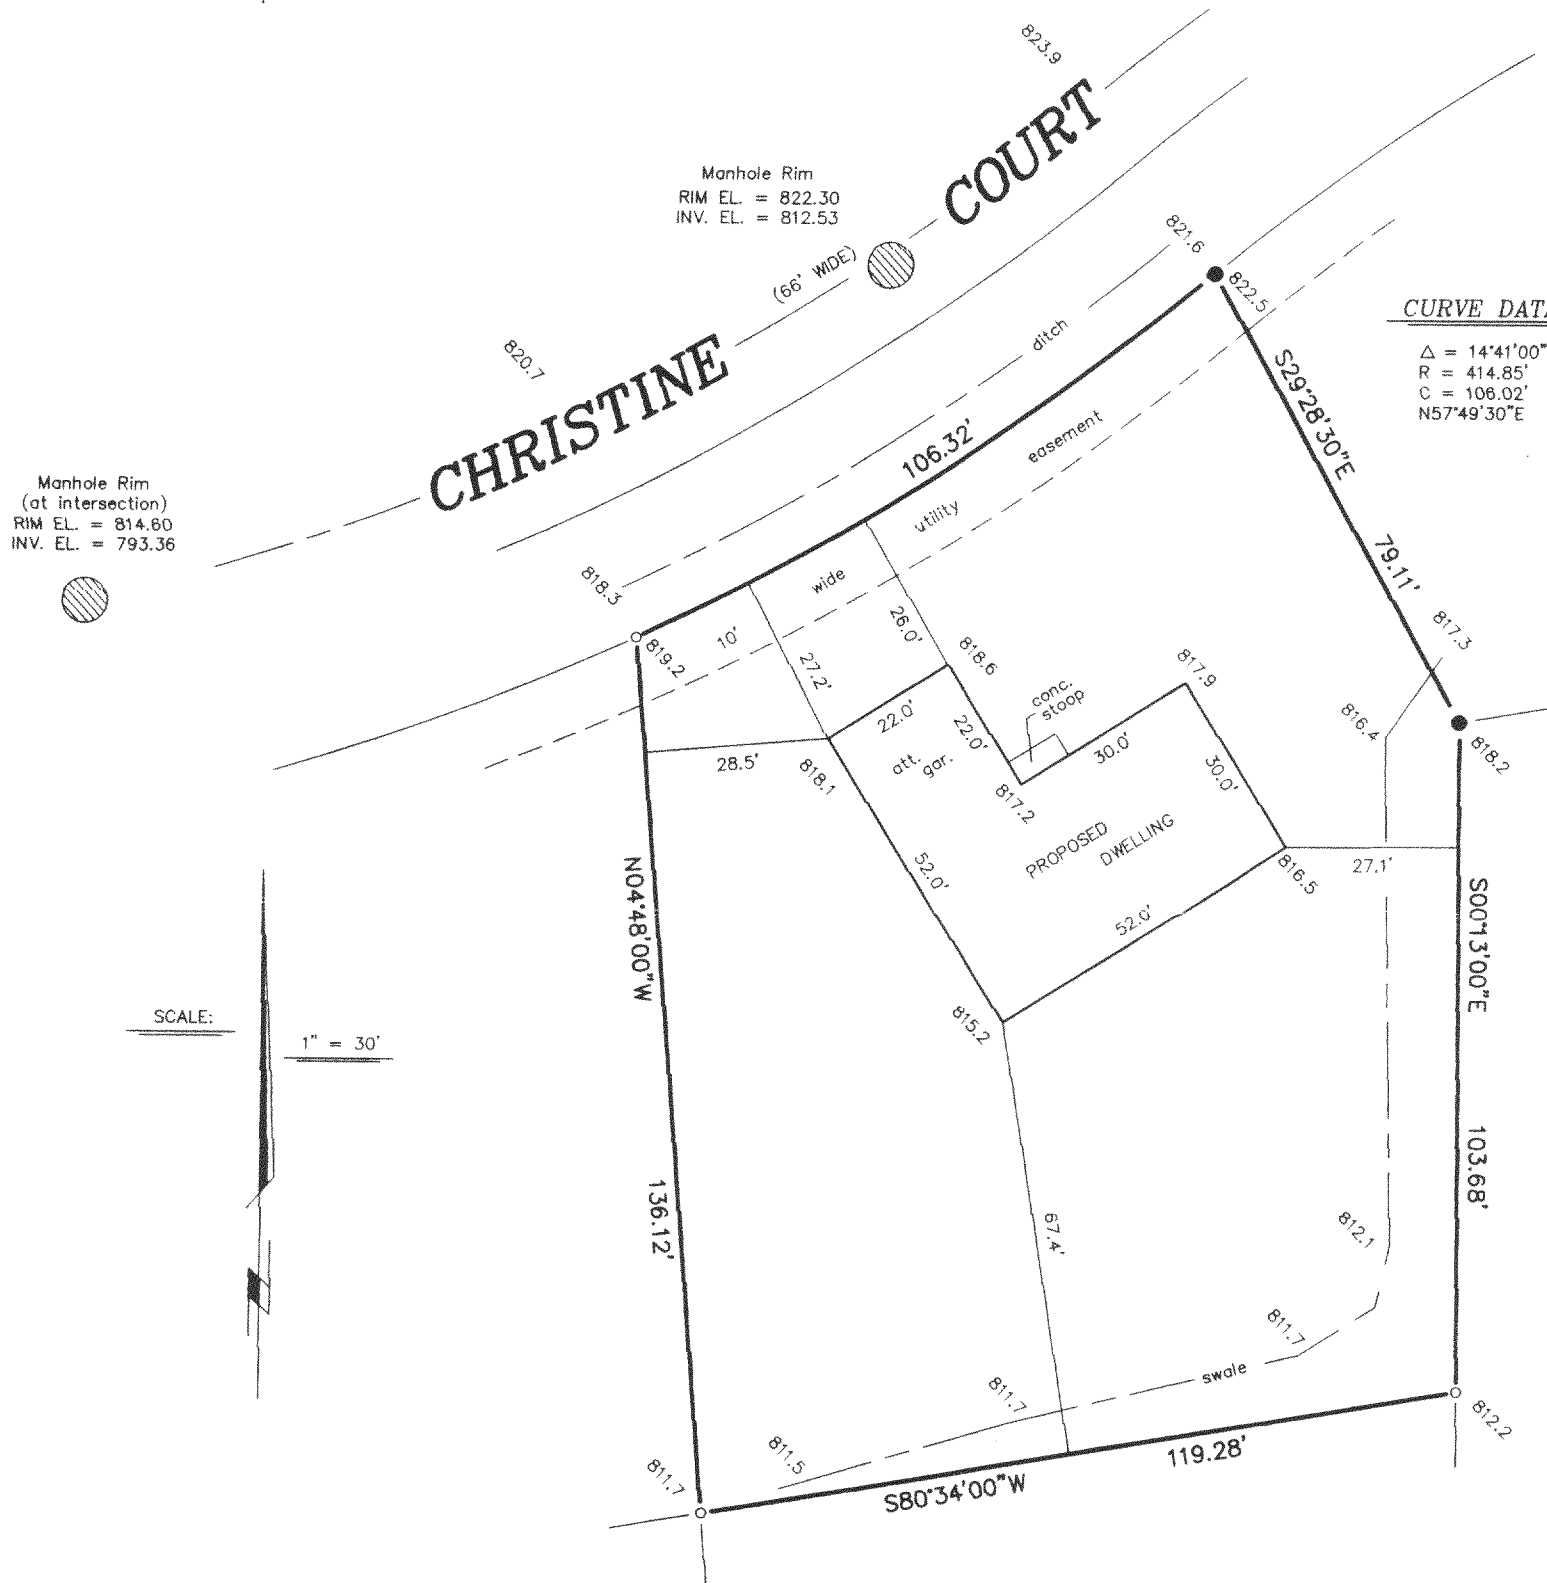 823.9
COURT
Manhole Rim
RIM EL. = 822.30
INV. EL. = 812.53
(66' WIDE)
821.6
822.5
CURVE DAT
Δ = 14°41'00"
R = 414.85'
C = 106.02'
N57°49'30"E
820.7
CHRISTINE
ditch
S29°28'30"E
79.11'
106.32'
easement
utility
wide
10'
Manhole Rim
(at intersection)
RIM EL. = 814.60
INV. EL. = 793.36
818.3
819.2
26.0'
27.2'
818.6
817.9
817.3
conc.
stoop
22.0'
22.0'
att.
gar.
30.0'
30.0'
816.4
818.2
28.5'
818.1
817.2
PROPOSED
DWELLING
816.5
27.1'
52.0'
52.0'
N04°48'00"W
S00°13'00"E
815.2
SCALE:
1" = 30'
136.12'
103.68'
67.4'
812.1
811.7
swale
811.7
811.5
811.7
812.2
119.28'
S80°34'00"W